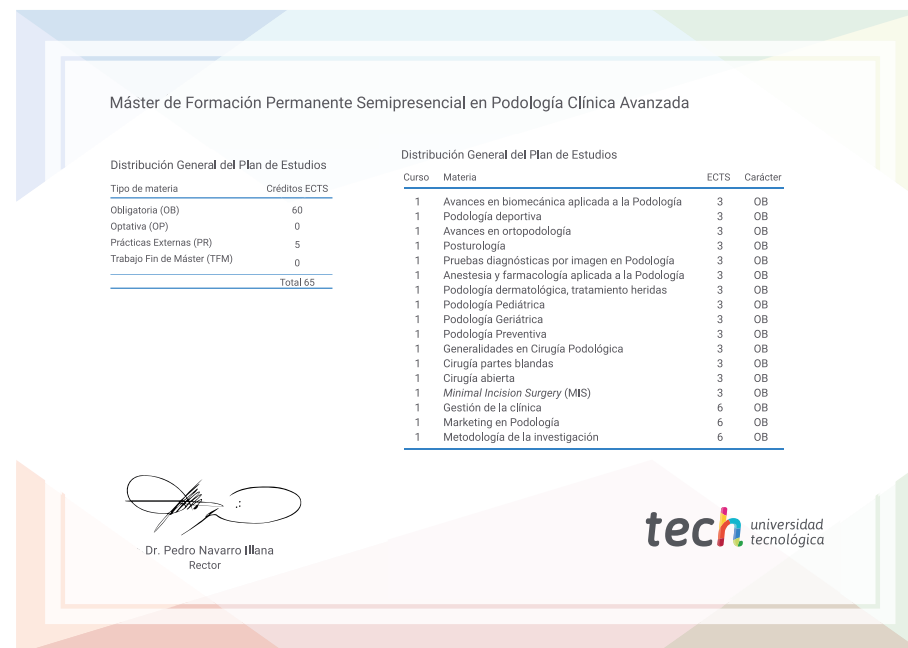 Máster de Formación Permanente Semipresencial en Podología Clínica Avanzada
Distribución General del Plan de Estudios
Tipo de materia Créditos ECTS
Obligatoria (OB) 60
Optativa (OP) 0
Prácticas Externas (PR) 5
Trabajo Fin de Máster (TFM) 0
Total 65
Distribución General del Plan de Estudios
Curso Materia ECTS Carácter
1 Avances en biomecánica aplicada a la Podología 3 OB
1 Podología deportiva 3 OB
1 Avances en ortopodología 3 OB
1 Posturología 3 OB
1 Pruebas diagnósticas por imagen en Podología 3 OB
1 Anestesia y farmacología aplicada a la Podología 3 OB
1 Podología dermatológica, tratamiento heridas 3 OB
1 Podología Pediátrica 3 OB
1 Podología Geriátrica 3 OB
1 Podología Preventiva 3 OB
1 Generalidades en Cirugía Podológica 3 OB
1 Cirugía partes blandas 3 OB
1 Cirugía abierta 3 OB
1 Minimal Incision Surgery (MIS) 3 OB
1 Gestión de la clínica 6 OB
1 Marketing en Podología 6 OB
1 Metodología de la investigación 6 OB
Dr. Pedro Navarro Illana
Rector
tech universidad
tecnológica